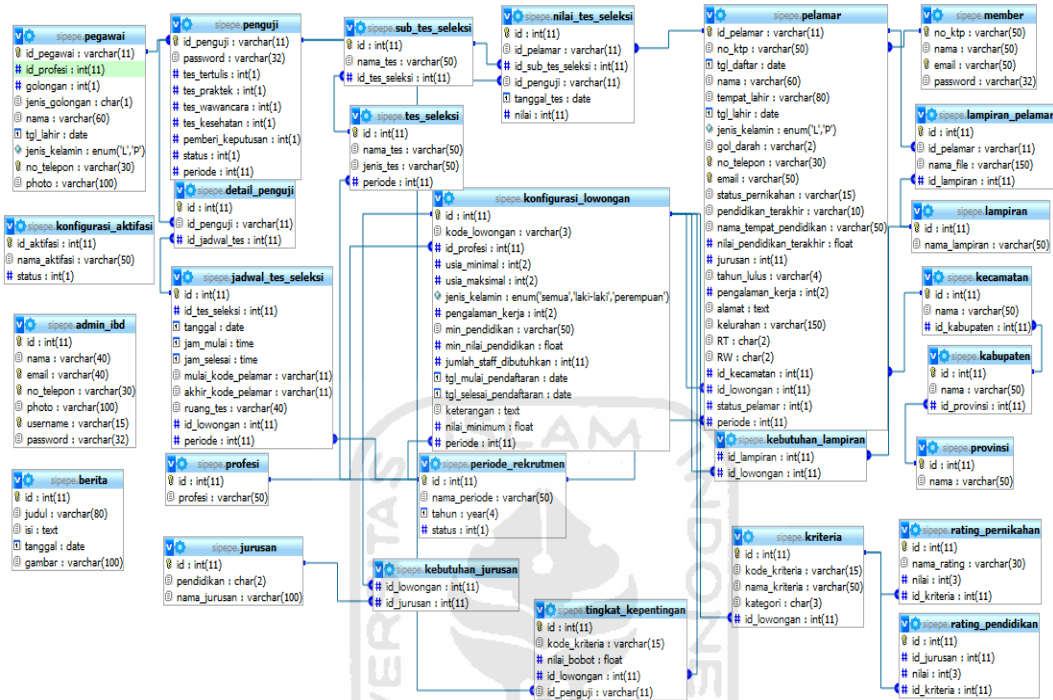 sipepe.pegawai
id_pegawai : varchar(11)
id_profesi : int(11)
golongan : int(1)
jenis_golongan : char(1)
nama : varchar(60)
tgl_lahir : date
jenis_kelamin : enum('L','P')
no_telepon : varchar(30)
photo : varchar(100)
sipepe.penguji
id_penguji : varchar(11)
password : varchar(32)
tes_tertulis : int(1)
tes_praktek : int(1)
tes_wawancara : int(1)
tes_kesehatan : int(1)
pemberi_keputusan : int(1)
status : int(1)
periode : int(11)
sipepe.sub_tes_seleksi
id : int(11)
nama_tes : varchar(50)
id_tes_seleksi : int(11)
sipepe.nilai_tes_seleksi
id : int(11)
id_pelamar : varchar(11)
id_sub_tes_seleksi : int(11)
id_penguji : varchar(11)
tanggal_tes : date
nilai : int(11)
sipepe.pelamar
id_pelamar : varchar(11)
no_ktp : varchar(50)
tgl_daftar : date
nama : varchar(60)
tempat_lahir : varchar(80)
tgl_lahir : date
jenis_kelamin : enum('L','P')
gol_darah : varchar(2)
no_telepon : varchar(30)
email : varchar(50)
status_pernikahan : varchar(15)
pendidikan_terakhir : varchar(10)
nama_tempat_pendidikan : varchar(50)
nilai_pendidikan_terakhir : float
jurusan : int(11)
tahun_lulus : varchar(4)
pengalaman_kerja : int(2)
alamat : text
kelurahan : varchar(150)
RT : char(2)
RW : char(2)
id_kecamatan : int(11)
id_lowongan : int(11)
status_pelamar : int(1)
periode : int(11)
sipepe.member
no_ktp : varchar(50)
nama : varchar(50)
email : varchar(50)
password : varchar(32)
sipepe.lampiran_pelamar
id : int(11)
id_pelamar : varchar(11)
nama_file : varchar(150)
id_lampiran : int(11)
sipepe.tes_seleksi
id : int(11)
nama_tes : varchar(50)
jenis_tes : varchar(50)
periode : int(11)
sipepe.detail_penguji
id : int(11)
id_penguji : varchar(11)
id_jadwal_tes : int(11)
sipepe.konfigurasi_lowongan
id : int(11)
kode_lowongan : varchar(3)
id_profesi : int(11)
usia_minimal : int(2)
usia_maksimal : int(2)
jenis_kelamin : enum('semua','laki-laki','perempuan')
pengalaman_kerja : int(2)
min_pendidikan : varchar(50)
min_nilai_pendidikan : float
jumlah_staff_dibutuhkan : int(11)
tgl_mulai_pendaftaran : date
tgl_selesai_pendaftaran : date
keterangan : text
nilai_minimum : float
periode : int(11)
sipepe.lampiran
id : int(11)
nama_lampiran : varchar(50)
sipepe.konfigurasi_aktifasi
id_aktifasi : int(11)
nama_aktifasi : varchar(50)
status : int(1)
sipepe.jadwal_tes_seleksi
id : int(11)
id_tes_seleksi : int(11)
tanggal : date
jam_mulai : time
jam_selesai : time
mulai_kode_pelamar : varchar(11)
akhir_kode_pelamar : varchar(11)
ruang_tes : varchar(40)
id_lowongan : int(11)
periode : int(11)
sipepe.kecamatan
id : int(11)
nama : varchar(50)
id_kabupaten : int(11)
sipepe.admin_ibd
id : int(11)
nama : varchar(40)
email : varchar(40)
no_telepon : varchar(30)
photo : varchar(100)
username : varchar(15)
password : varchar(32)
sipepe.kabupaten
id : int(11)
nama : varchar(50)
id_provinsi : int(11)
sipepe.kebutuhan_lampiran
id_lampiran : int(11)
id_lowongan : int(11)
sipepe.provinsi
id : int(11)
nama : varchar(50)
sipepe.profesi
id : int(11)
profesi : varchar(50)
sipepe.periode_rekrutmen
id : int(11)
nama_periode : varchar(50)
tahun : year(4)
status : int(1)
sipepe.berita
id : int(11)
judul : varchar(80)
isi : text
tanggal : date
gambar : varchar(100)
sipepe.jurusan
id : int(11)
pendidikan : char(2)
nama_jurusan : varchar(100)
sipepe.kebutuhan_jurusan
id_lowongan : int(11)
id_jurusan : int(11)
sipepe.kriteria
id : int(11)
kode_kriteria : varchar(15)
nama_kriteria : varchar(50)
kategori : char(3)
id_lowongan : int(11)
sipepe.rating_pernikahan
id : int(11)
nama_rating : varchar(30)
nilai : int(3)
id_kriteria : int(11)
sipepe.tingkat_kepentingan
id : int(11)
kode_kriteria : varchar(15)
nilai_bobot : float
id_lowongan : int(11)
id_penguji : varchar(11)
sipepe.rating_pendidikan
id : int(11)
id_jurusan : int(11)
nilai : int(3)
id_kriteria : int(11)
ISLAM